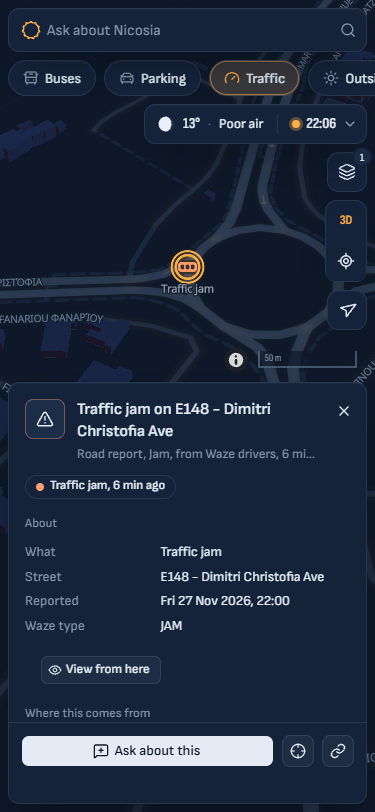 Ask about Nicosia
Buses
Parking
Traffic
Outsi
13° · Poor air
22:06
1
3D
Traffic jam
ΡΙΣΤΟΦΙΑ
FANARIOU ΦΑΝΑΡΙΟΥ
50 m
Traffic jam on E148 - Dimitri
Christofia Ave
Road report, Jam, from Waze drivers, 6 mi...
Traffic jam, 6 min ago
About
What Traffic jam
Street E148 - Dimitri Christofia Ave
Reported Fri 27 Nov 2026, 22:00
Waze type JAM
View from here
Where this comes from
Ask about this